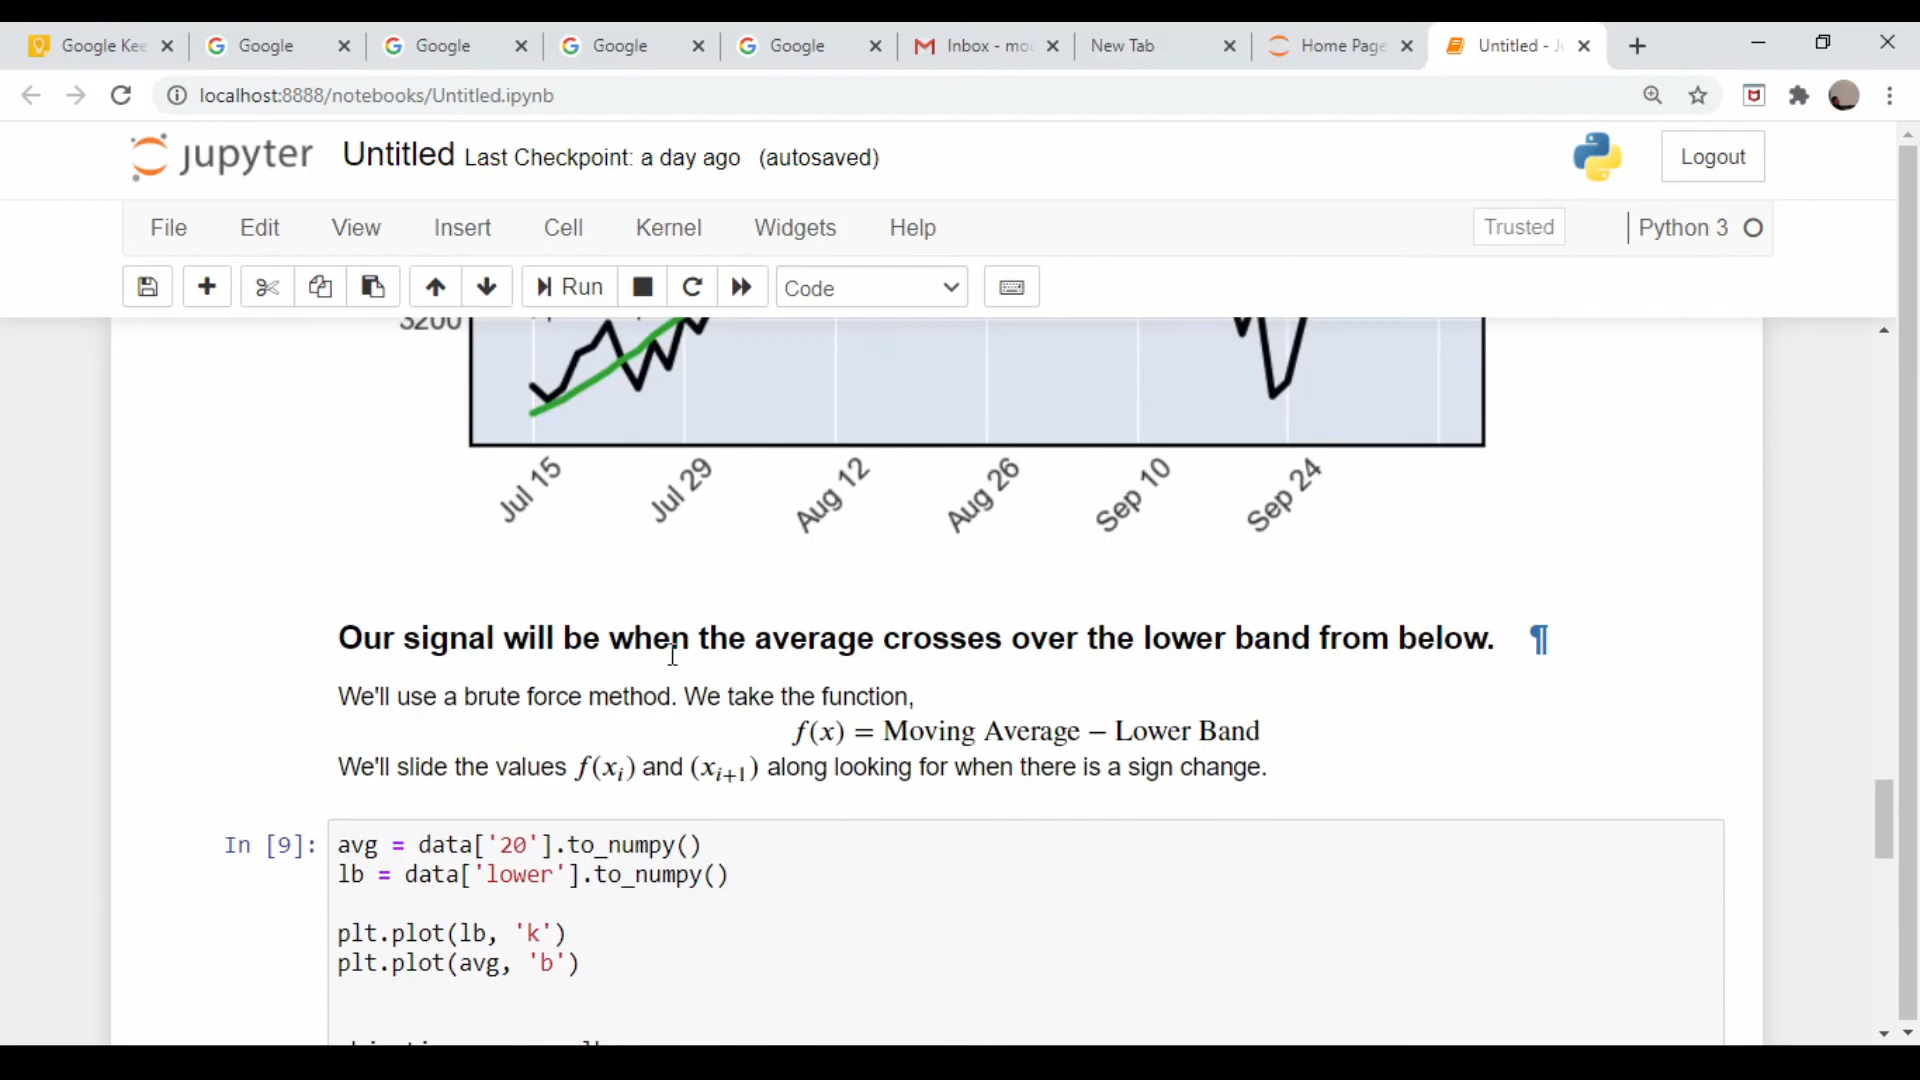 Google Kee
Google
Google
Google
Google
Inbox - mo
New Tab
Home Page
Untitled - Ju
localhost:8888/notebooks/Untitled.ipynb
jupyter Untitled Last Checkpoint: a day ago (autosaved)
Logout
File Edit View Insert Cell Kernel Widgets Help
Trusted
Python 3
Run
Code
3200
Jul 15
Jul 29
Aug 12
Aug 26
Sep 10
Sep 24
Our signal will be when the average crosses over the lower band from below. ¶
We'll use a brute force method. We take the function,
f(x) = Moving Average − Lower Band
We'll slide the values f(xᵢ) and (xᵢ₊₁) along looking for when there is a sign change.
In [9]:
avg = data['20'].to_numpy()
lb = data['lower'].to_numpy()
plt.plot(lb, 'k')
plt.plot(avg, 'b')